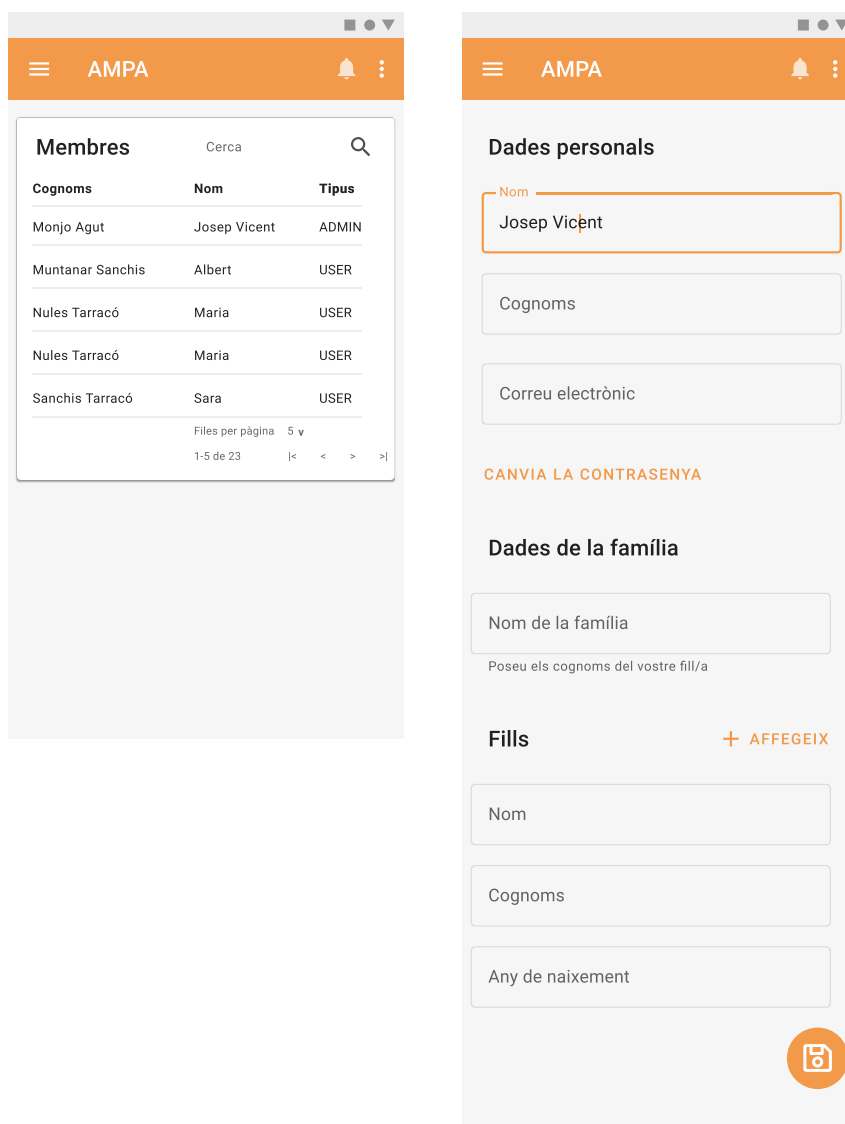 AMPA
Membres Cerca
Cognoms Nom Tipus
Monjo Agut Josep Vicent ADMIN
Muntanar Sanchis Albert USER
Nules Tarracó Maria USER
Nules Tarracó Maria USER
Sanchis Tarracó Sara USER
Files per pàgina 5 v
1-5 de 23 |< < > >|
AMPA
Dades personals
Nom
Josep Vicent
Cognoms
Correu electrònic
CANVIA LA CONTRASENYA
Dades de la família
Nom de la família
Poseu els cognoms del vostre fill/a
Fills + AFFEGEIX
Nom
Cognoms
Any de naixement